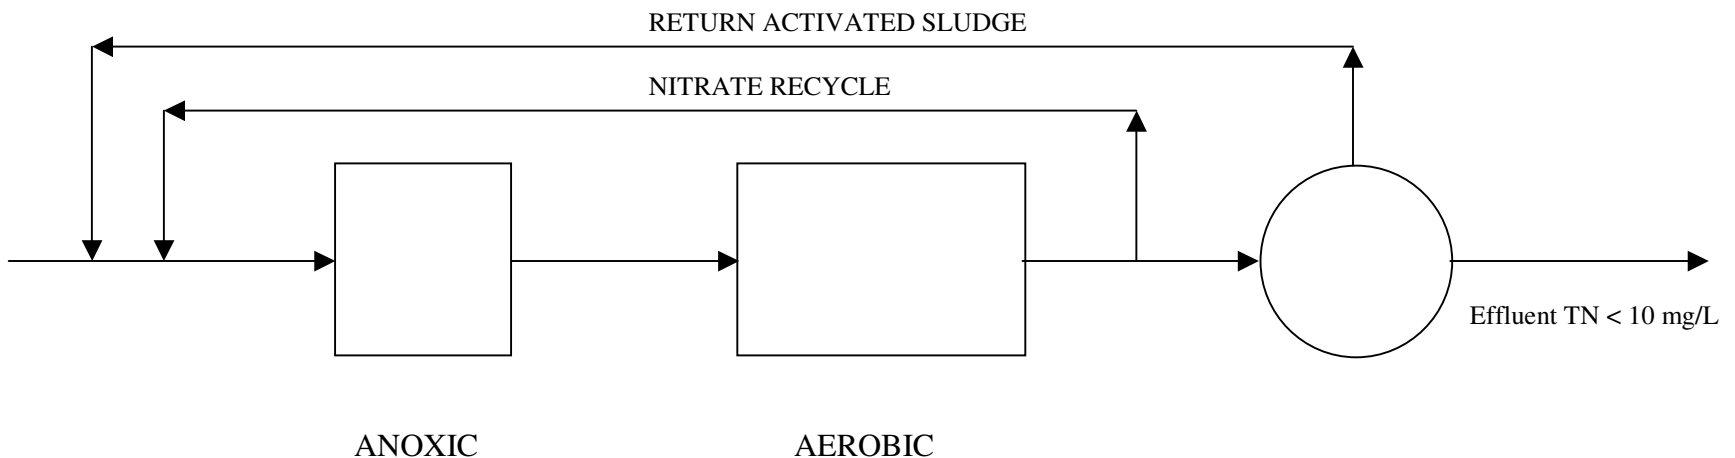 RETURN ACTIVATED SLUDGE
NITRATE RECYCLE
Effluent TN < 10 mg/L
ANOXIC
AEROBIC